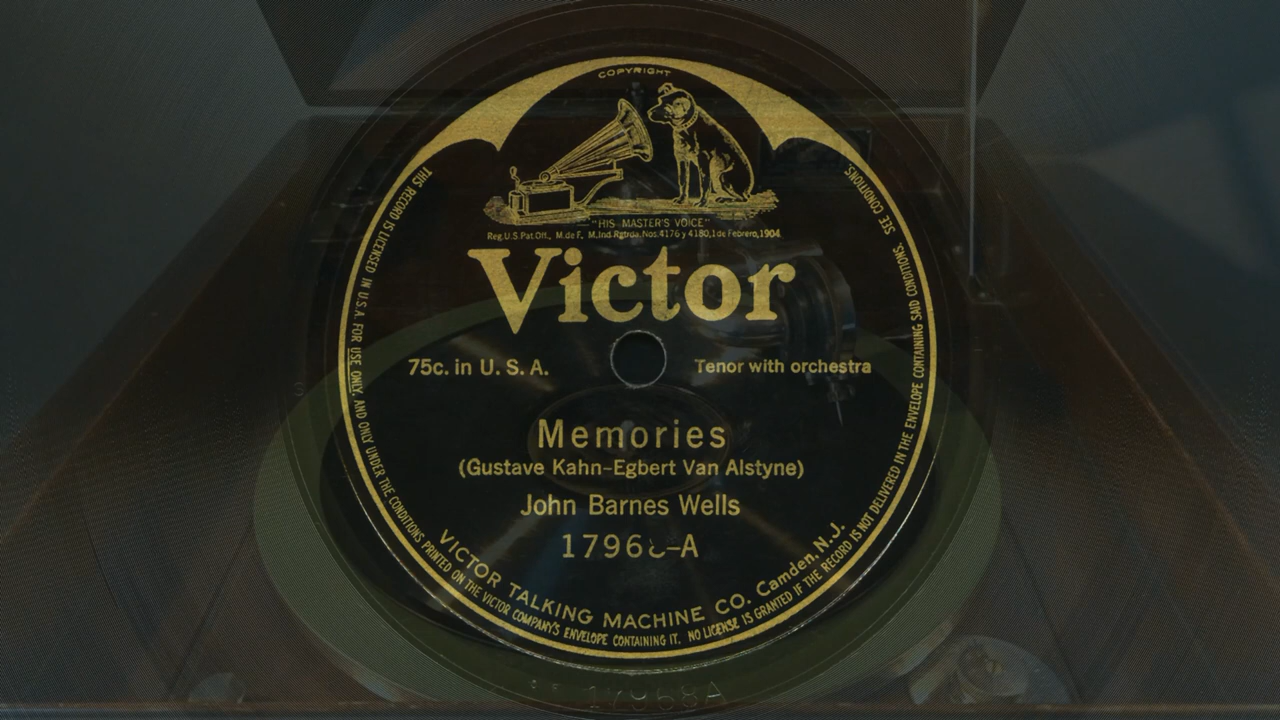 COPYRIGHT
"HIS MASTER'S VOICE"
Reg.U.S.Pat.Off., M.de F. M.Ind.Rgtrda.Nos.4176 y 4180,1 de Febrero,1904
Victor
75c. in U. S. A.
Tenor with orchestra
Memories
(Gustave Kahn-Egbert Van Alstyne)
John Barnes Wells
17968-A
VICTOR TALKING MACHINE CO. Camden, N.J.
THIS RECORD IS LICENSED IN U.S.A. FOR USE ONLY, AND ONLY UNDER THE CONDITIONS PRINTED ON THE VICTOR COMPANY'S ENVELOPE CONTAINING IT. NO LICENSE IS GRANTED IF THE RECORD IS NOT DELIVERED IN THE ENVELOPE CONTAINING SAID CONDITIONS. SEE CONDITIONS.
17968A